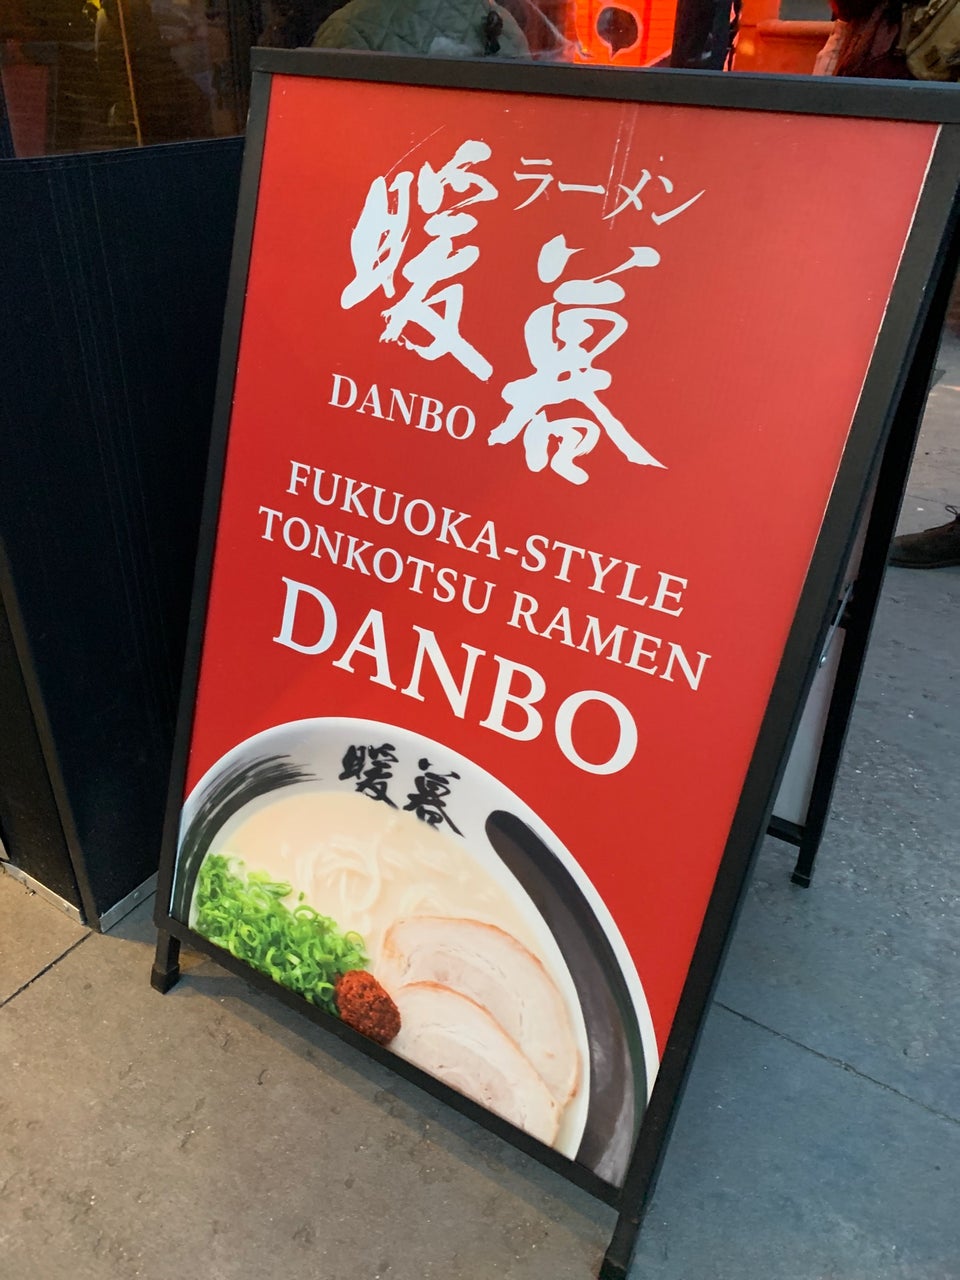 ラーメン
暖暮
DANBO
FUKUOKA-STYLE
TONKOTSU RAMEN
DANBO
暖暮